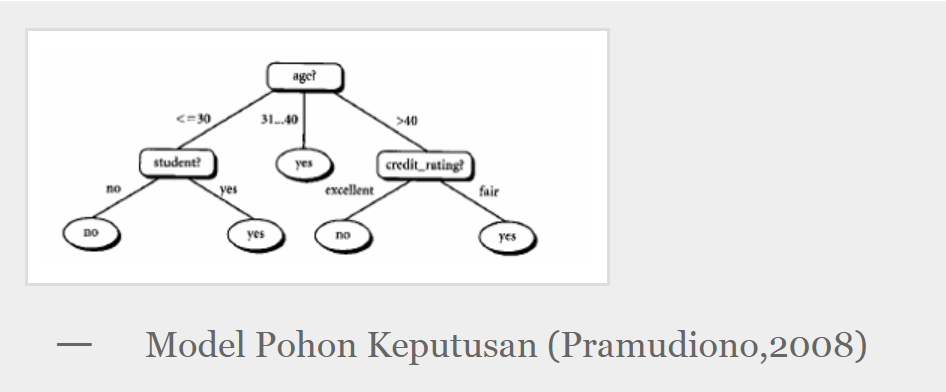 age?
<=30 31...40 >40
student? yes credit_rating?
no yes excellent fair
no yes no yes
— Model Pohon Keputusan (Pramudiono,2008)